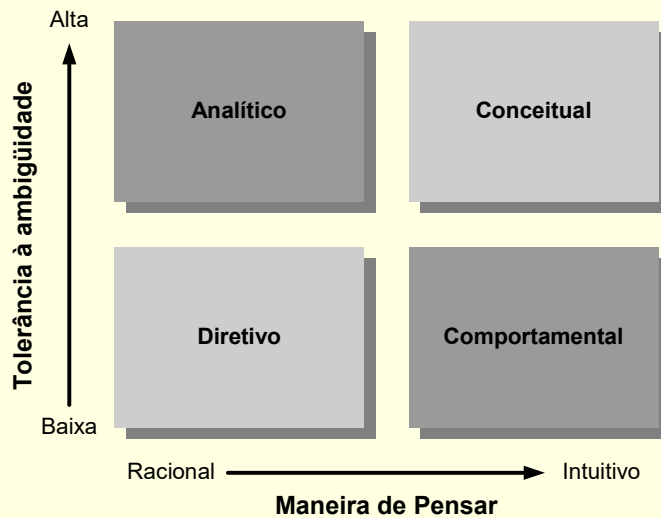 Alta
Analítico
Conceitual
Tolerância à ambigüidade
Diretivo
Comportamental
Baixa
Racional
Intuitivo
Maneira de Pensar